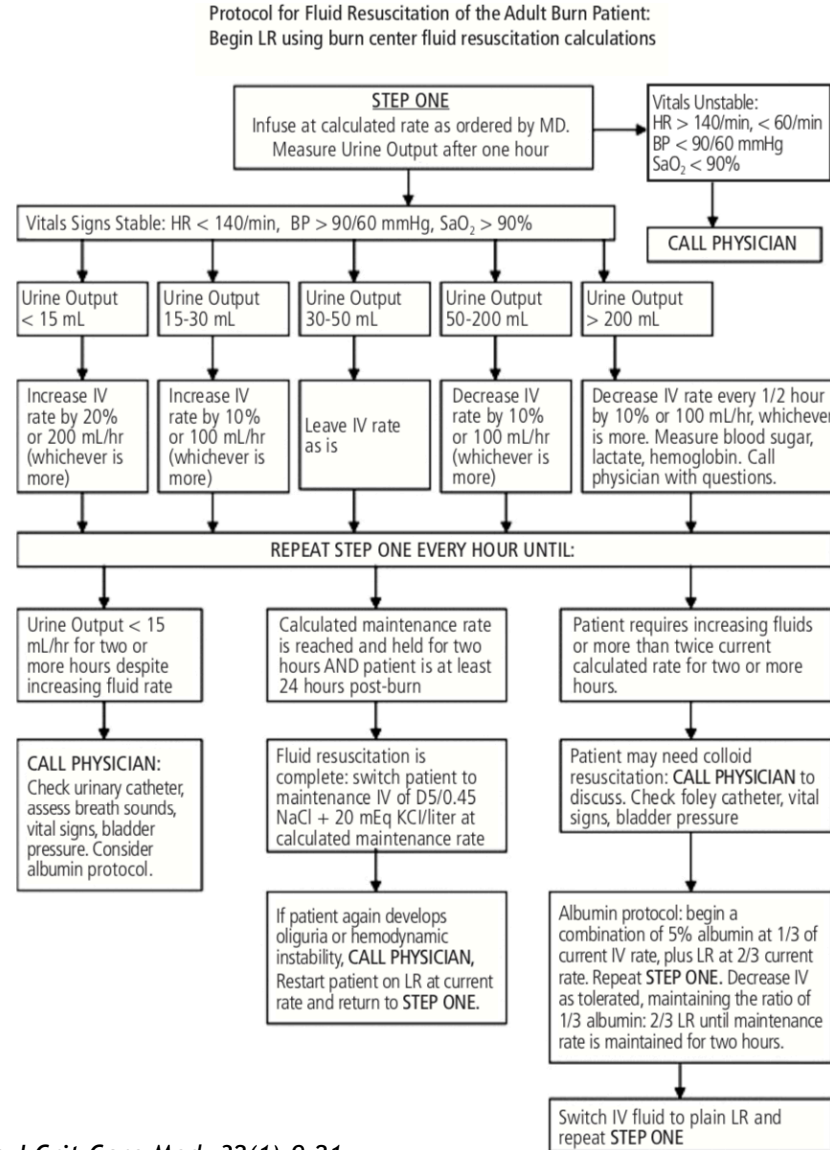 Protocol for Fluid Resuscitation of the Adult Burn Patient:
Begin LR using burn center fluid resuscitation calculations
STEP ONE
Infuse at calculated rate as ordered by MD.
Measure Urine Output after one hour
Vitals Unstable:
HR > 140/min, < 60/min
BP < 90/60 mmHg
SaO2 < 90%
CALL PHYSICIAN
Vitals Signs Stable: HR < 140/min, BP > 90/60 mmHg, SaO2 > 90%
Urine Output
< 15 mL
Urine Output
15-30 mL
Urine Output
30-50 mL
Urine Output
50-200 mL
Urine Output
> 200 mL
Increase IV
rate by 20%
or 200 mL/hr
(whichever is
more)
Increase IV
rate by 10%
or 100 mL/hr
(whichever is
more)
Leave IV rate
as is
Decrease IV
rate by 10%
or 100 mL/hr
(whichever is
more)
Decrease IV rate every 1/2 hour
by 10% or 100 mL/hr, whichever
is more. Measure blood sugar,
lactate, hemoglobin. Call
physician with questions.
REPEAT STEP ONE EVERY HOUR UNTIL:
Urine Output < 15
mL/hr for two or
more hours despite
increasing fluid rate
CALL PHYSICIAN:
Check urinary catheter,
assess breath sounds,
vital signs, bladder
pressure. Consider
albumin protocol.
Calculated maintenance rate
is reached and held for two
hours AND patient is at least
24 hours post-burn
Fluid resuscitation is
complete: switch patient to
maintenance IV of D5/0.45
NaCl + 20 mEq KCl/liter at
calculated maintenance rate
If patient again develops
oliguria or hemodynamic
instability, CALL PHYSICIAN,
Restart patient on LR at current
rate and return to STEP ONE.
Patient requires increasing fluids
or more than twice current
calculated rate for two or more
hours.
Patient may need colloid
resuscitation: CALL PHYSICIAN to
discuss. Check foley catheter, vital
signs, bladder pressure
Albumin protocol: begin a
combination of 5% albumin at 1/3 of
current IV rate, plus LR at 2/3 current
rate. Repeat STEP ONE. Decrease IV
as tolerated, maintaining the ratio of
1/3 albumin: 2/3 LR until maintenance
rate is maintained for two hours.
Switch IV fluid to plain LR and
repeat STEP ONE